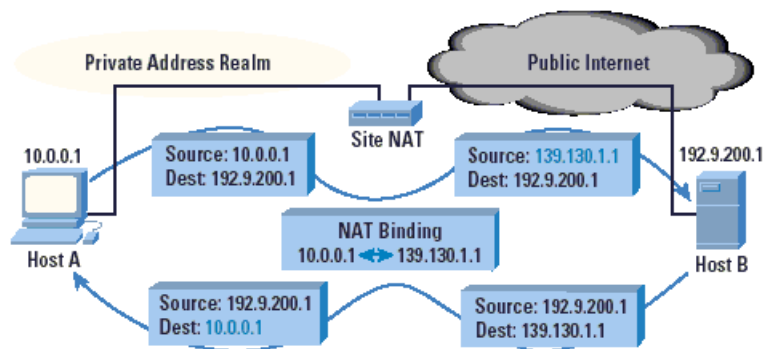 Private Address Realm
Public Internet
Site NAT
10.0.0.1
Source: 10.0.0.1
Dest: 192.9.200.1
Source: 139.130.1.1
Dest: 192.9.200.1
192.9.200.1
Host A
NAT Binding
10.0.0.1 139.130.1.1
Host B
Source: 192.9.200.1
Dest: 10.0.0.1
Source: 192.9.200.1
Dest: 139.130.1.1